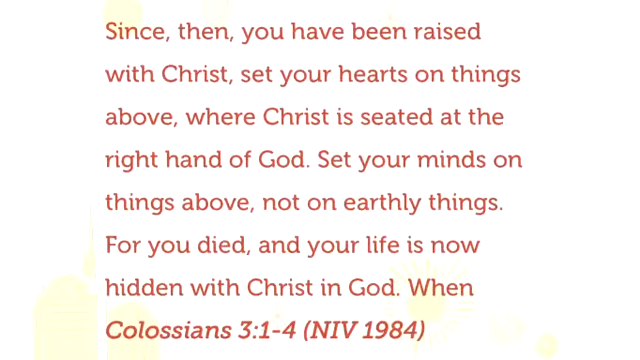 Since, then, you have been raised
with Christ, set your hearts on things
above, where Christ is seated at the
right hand of God. Set your minds on
things above, not on earthly things.
For you died, and your life is now
hidden with Christ in God. When
Colossians 3:1-4 (NIV 1984)